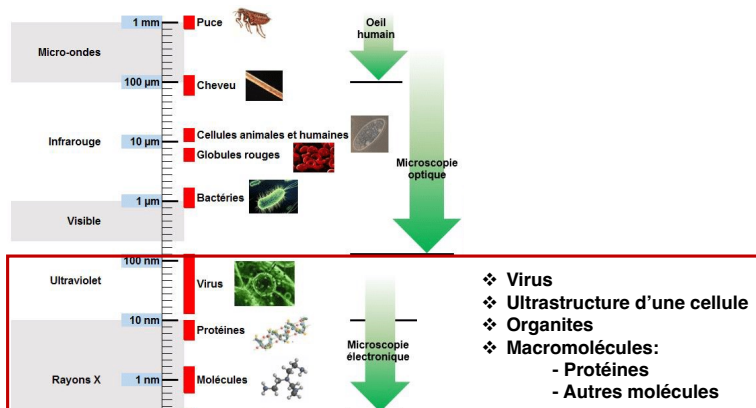 1 mm
Puce
Oeil
humain
Micro-ondes
100 µm
Cheveu
Infrarouge
10 µm
Cellules animales et humaines
Globules rouges
Microscopie
optique
1 µm
Bactéries
Visible
100 nm
Ultraviolet
Virus
10 nm
Protéines
Microscopie
électronique
Rayons X
1 nm
Molécules
❖ Virus
❖ Ultrastructure d'une cellule
❖ Organites
❖ Macromolécules:
- Protéines
- Autres molécules